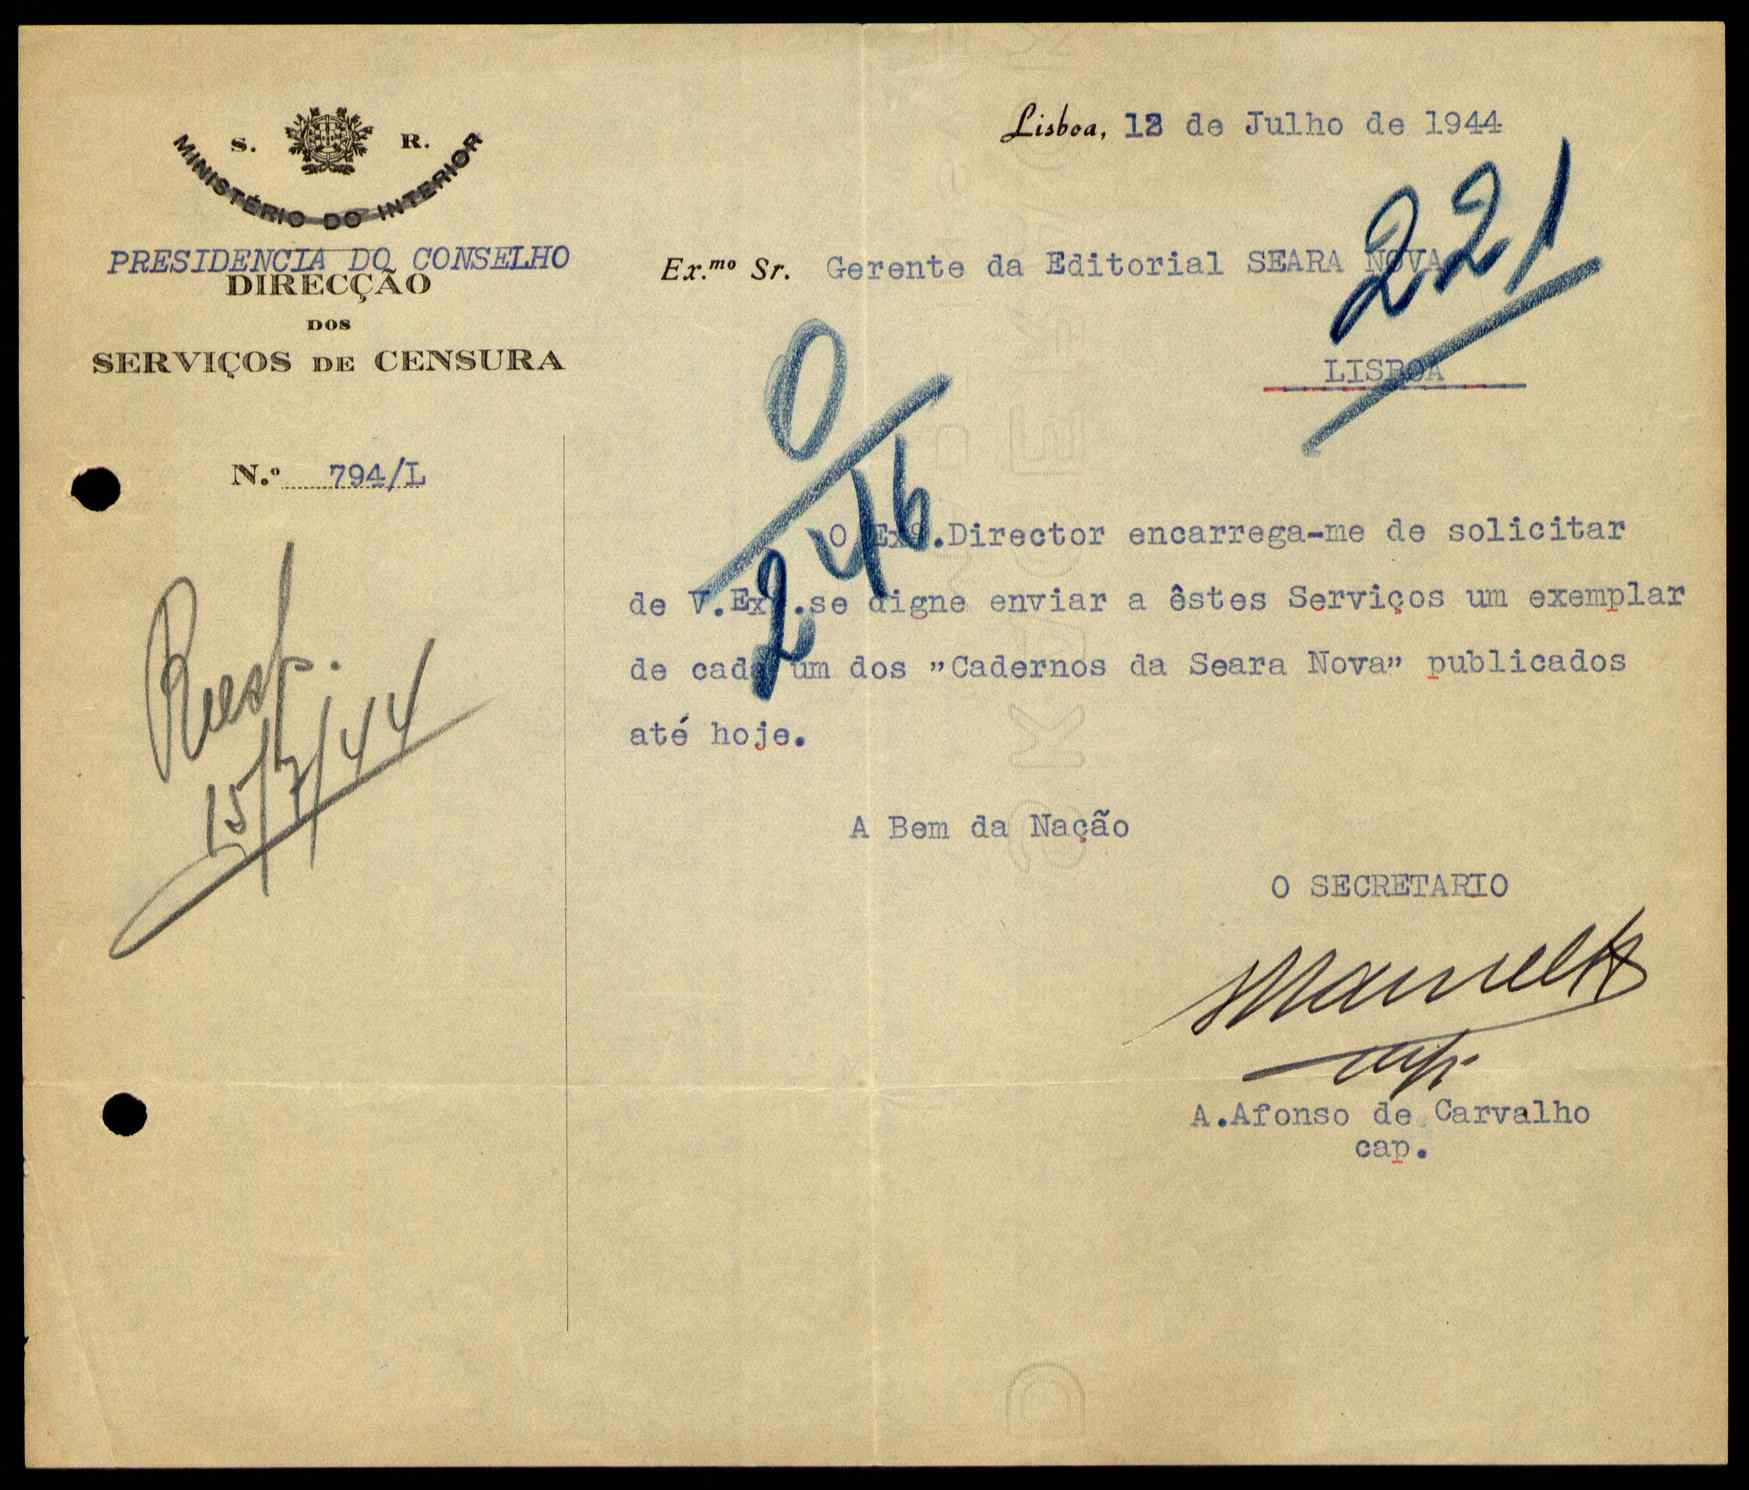 S. R.
MINISTÉRIO DO INTERIOR
PRESIDENCIA DO CONSELHO
DIRECÇÃO
DOS
SERVIÇOS DE CENSURA
N.º 794/L
Resp.
15/7/44
Lisboa, de Julho de 1944
221
Ex.mo Sr. Gerente da Editorial SEARA NOVA
LISBOA
0
246
O Exº.Director encarrega-me de solicitar
de V.Exª.se digne enviar a êstes Serviços um exemplar
de cada um dos "Cadernos da Seara Nova" publicados
até hoje.
A Bem da Nação
O SECRETARIO
A.Afonso de Carvalho
cap.